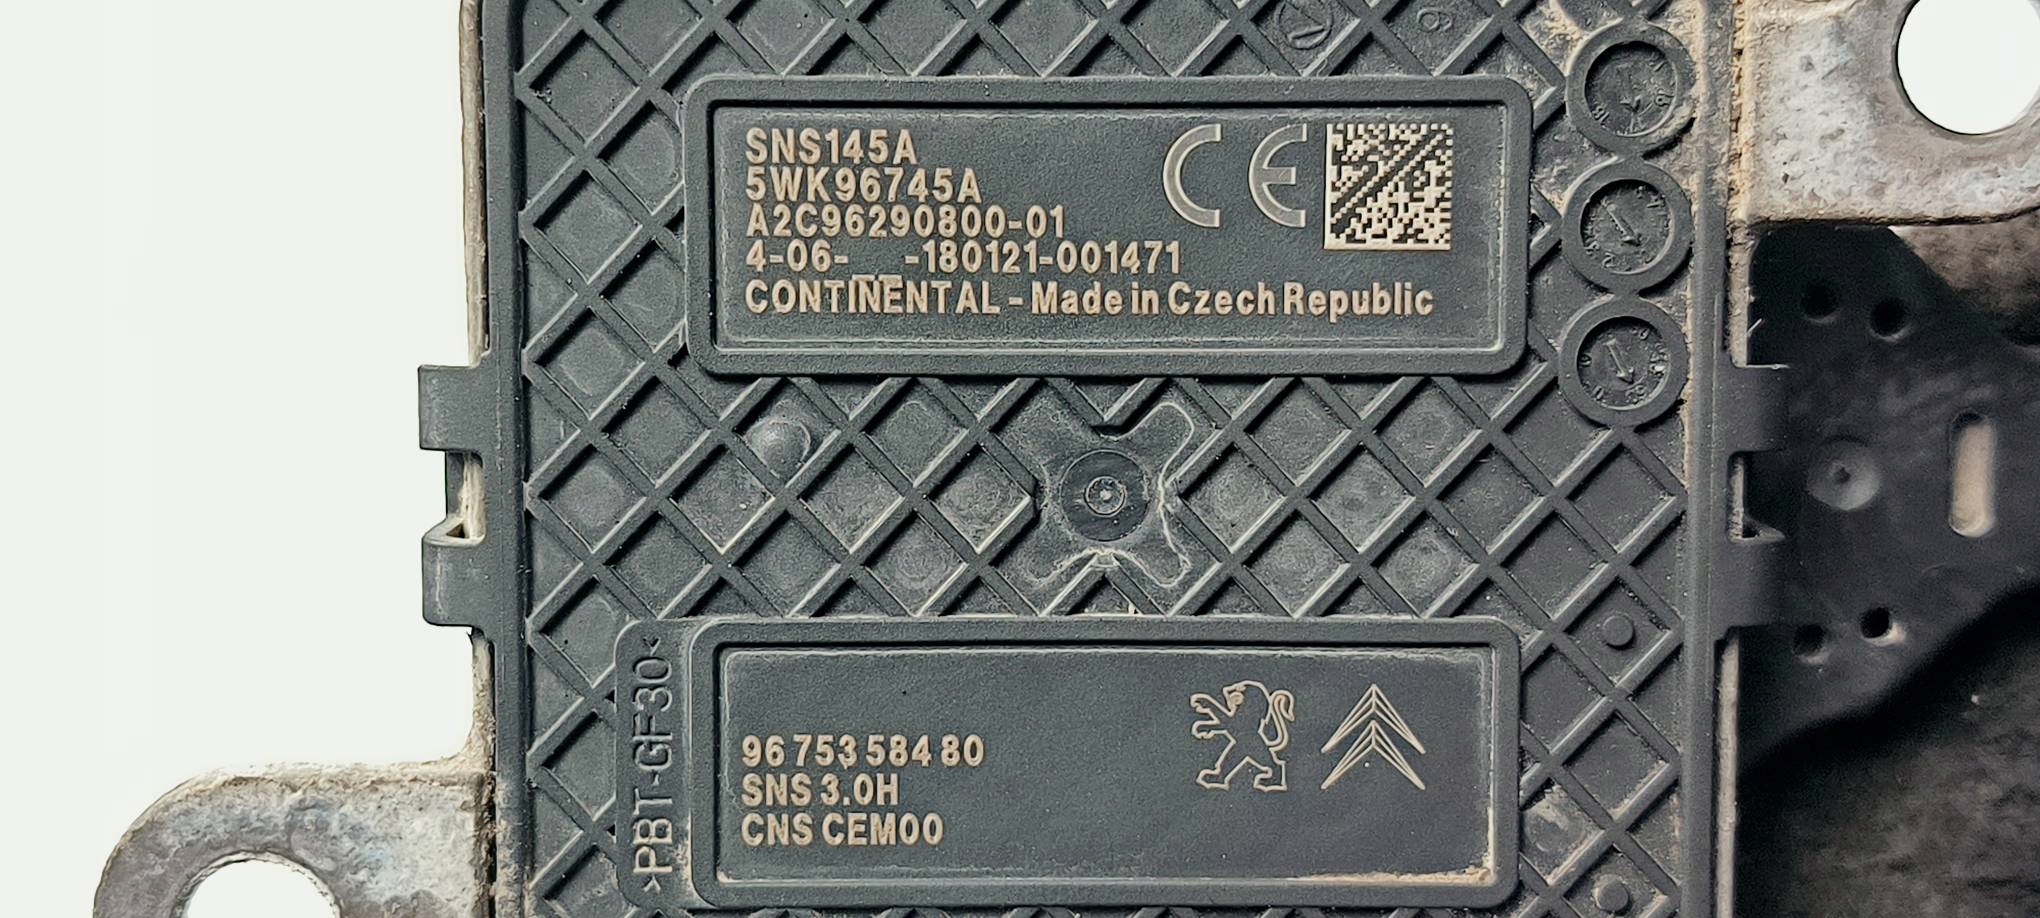 SNS145A
5WK96745A
A2C96290800-01
4-06- -180121-001471
CONTINENTAL - Made in Czech Republic
CE
>PBT-GF30<
96 753 584 80
SNS 3.0H
CNS CEM00